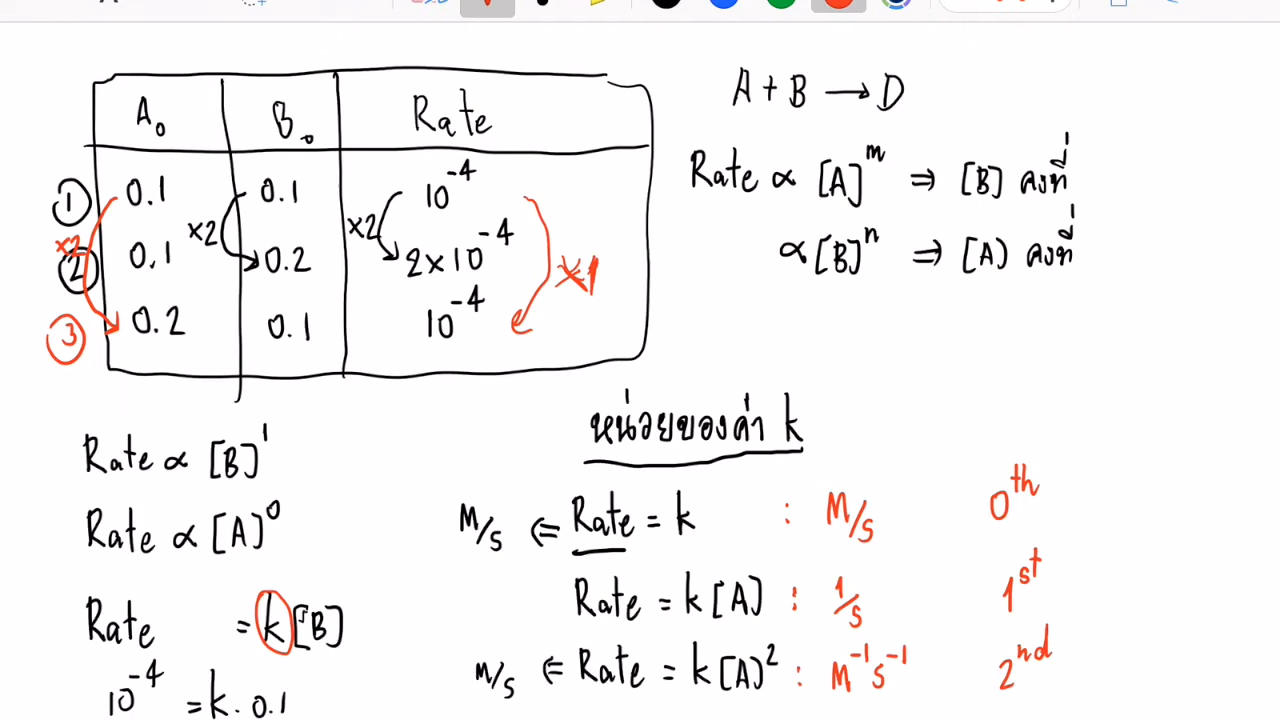 A₀ B₀ Rate
① 0.1 0.1 10⁻⁴
×2 ×2 ×2
② 0.1 0.2 2×10⁻⁴
×1
③ 0.2 0.1 10⁻⁴
A + B → D
Rate ∝ [A]ᵐ ⇒ [B] คงที่
∝ [B]ⁿ ⇒ [A] คงที่
Rate ∝ [B]¹
Rate ∝ [A]⁰
Rate = k[B]
10⁻⁴ = k · 0.1
หน่วยของค่า k
M/s ⇐ Rate = k : M/s 0th
Rate = k[A] : 1/s 1st
M/s ⇐ Rate = k[A]² : M⁻¹s⁻¹ 2nd